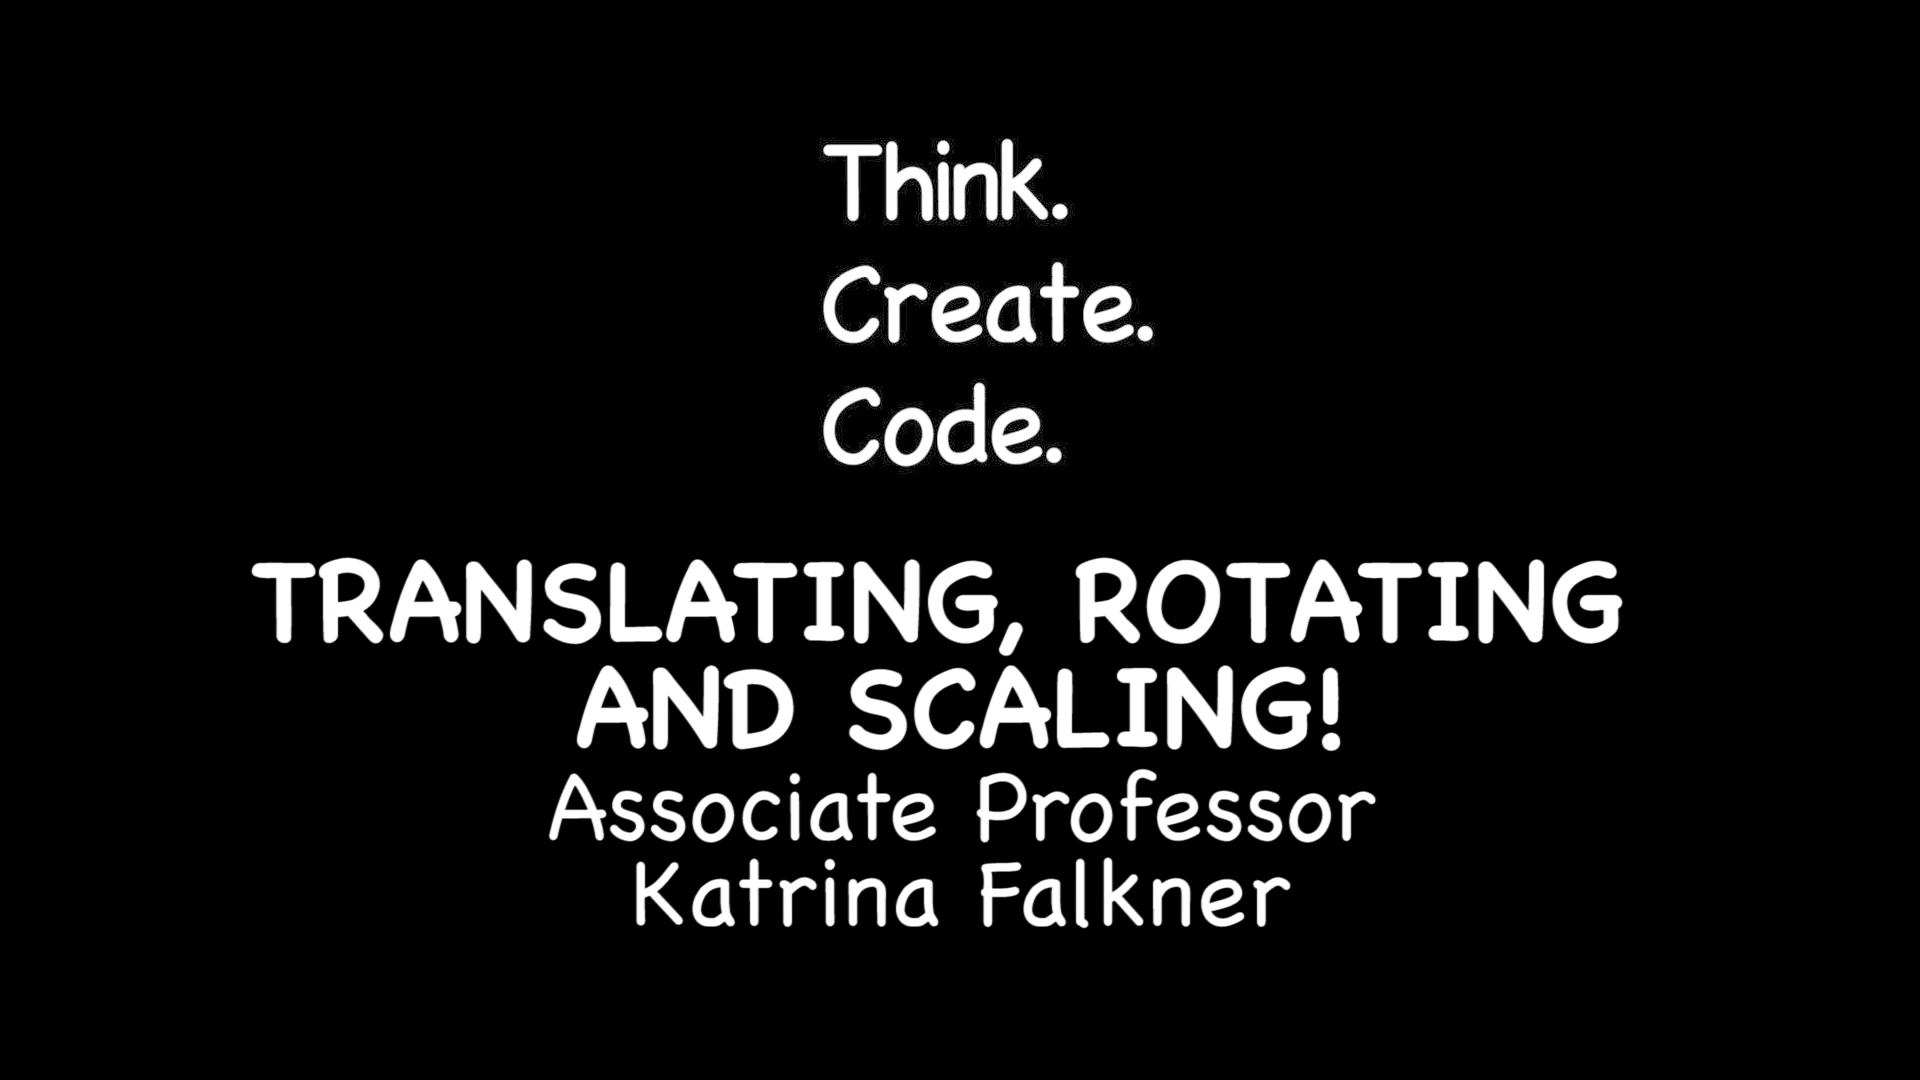 Think.
Create.
Code.
TRANSLATING, ROTATING
AND SCALING!
Associate Professor
Katrina Falkner